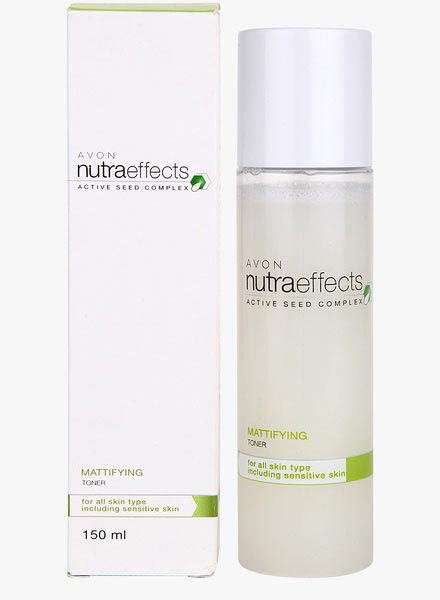 AVON
nutraeffects
ACTIVE SEED COMPLEX
MATTIFYING
TONER
for all skin type
including sensitive skin
150 ml
AVON
nutraeffects
ACTIVE SEED COMPLEX
MATTIFYING
TONER
for all skin type
including sensitive skin